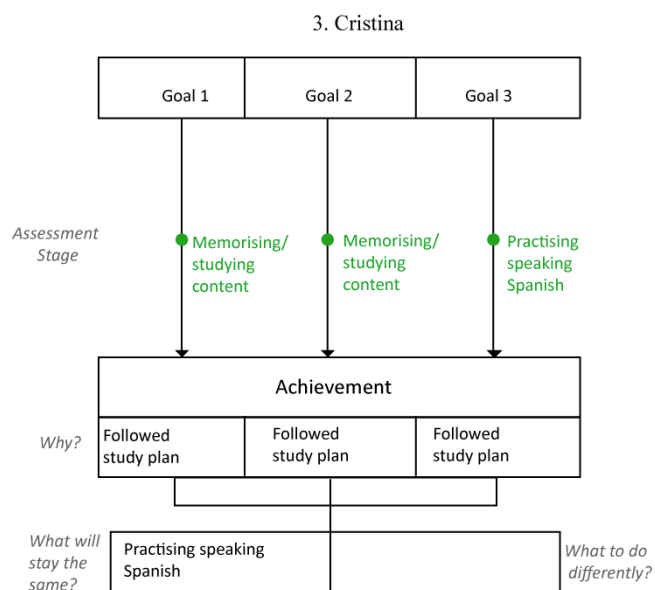 3. Cristina
Goal 1
Goal 2
Goal 3
Assessment
Stage
Memorising/
studying
content
Memorising/
studying
content
Practising
speaking
Spanish
Achievement
Why?
Followed
study plan
Followed
study plan
Followed
study plan
What will
stay the
same?
Practising speaking
Spanish
What to do
differently?